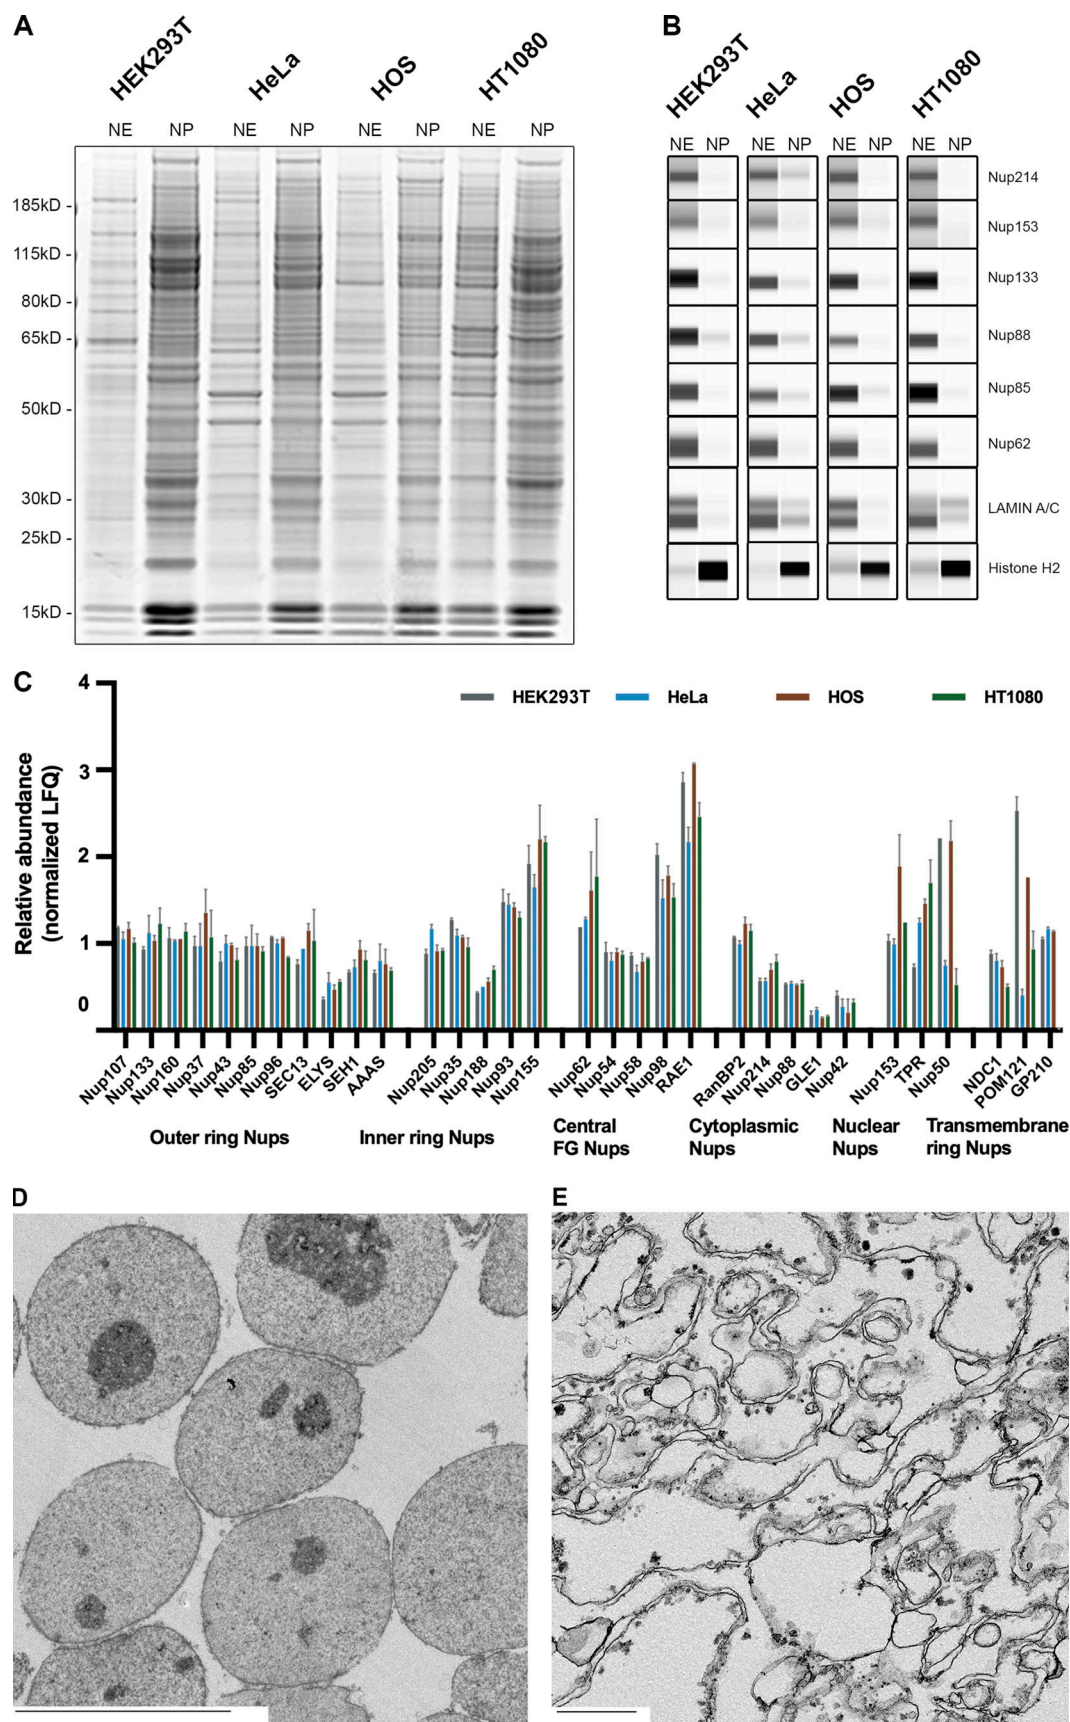 A
HEK293T
HeLa
HOS
HT1080
NE NP NE NP NE NP NE NP
185kD -
115kD -
80kD -
65kD -
50kD -
30kD -
25kD -
15kD -
B
HEK293T
HeLa
HOS
HT1080
NE NP NE NP NE NP NE NP
Nup214
Nup153
Nup133
Nup88
Nup85
Nup62
LAMIN A/C
Histone H2
C
HEK293T HeLa HOS HT1080
Relative abundance
(normalized LFQ)
4
3
2
1
0
Nup107
Nup133
Nup160
Nup37
Nup43
Nup85
Nup96
SEC13
ELYS
SEH1
AAAS
Nup205
Nup35
Nup188
Nup93
Nup155
Nup62
Nup54
Nup58
Nup98
RAE1
RanBP2
Nup214
Nup88
GLE1
Nup42
Nup153
TPR
Nup50
NDC1
POM121
GP210
Outer ring Nups
Inner ring Nups
Central
FG Nups
Cytoplasmic
Nups
Nuclear
Nups
Transmembrane
ring Nups
D
E